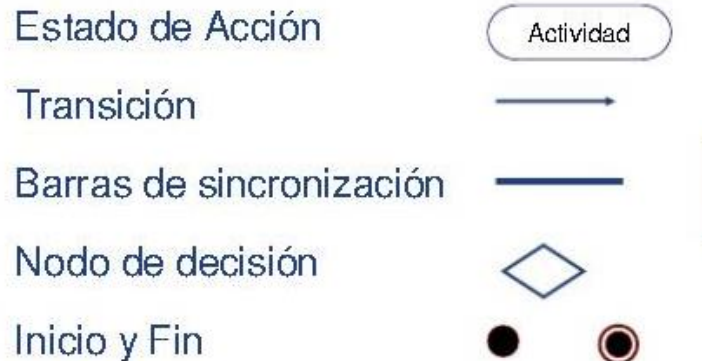 Estado de Acción Actividad
Transición
Barras de sincronización
Nodo de decisión
Inicio y Fin